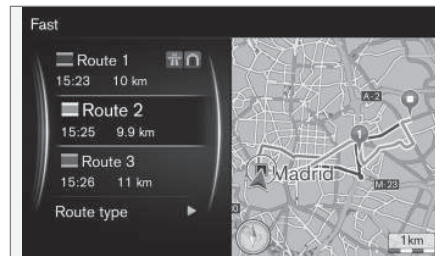 Fast
Route 1
15:23 10 km
Route 2
15:25 9.9 km
Route 3
15:26 11 km
Route type
A-2
1
Madrid
M-23
1km